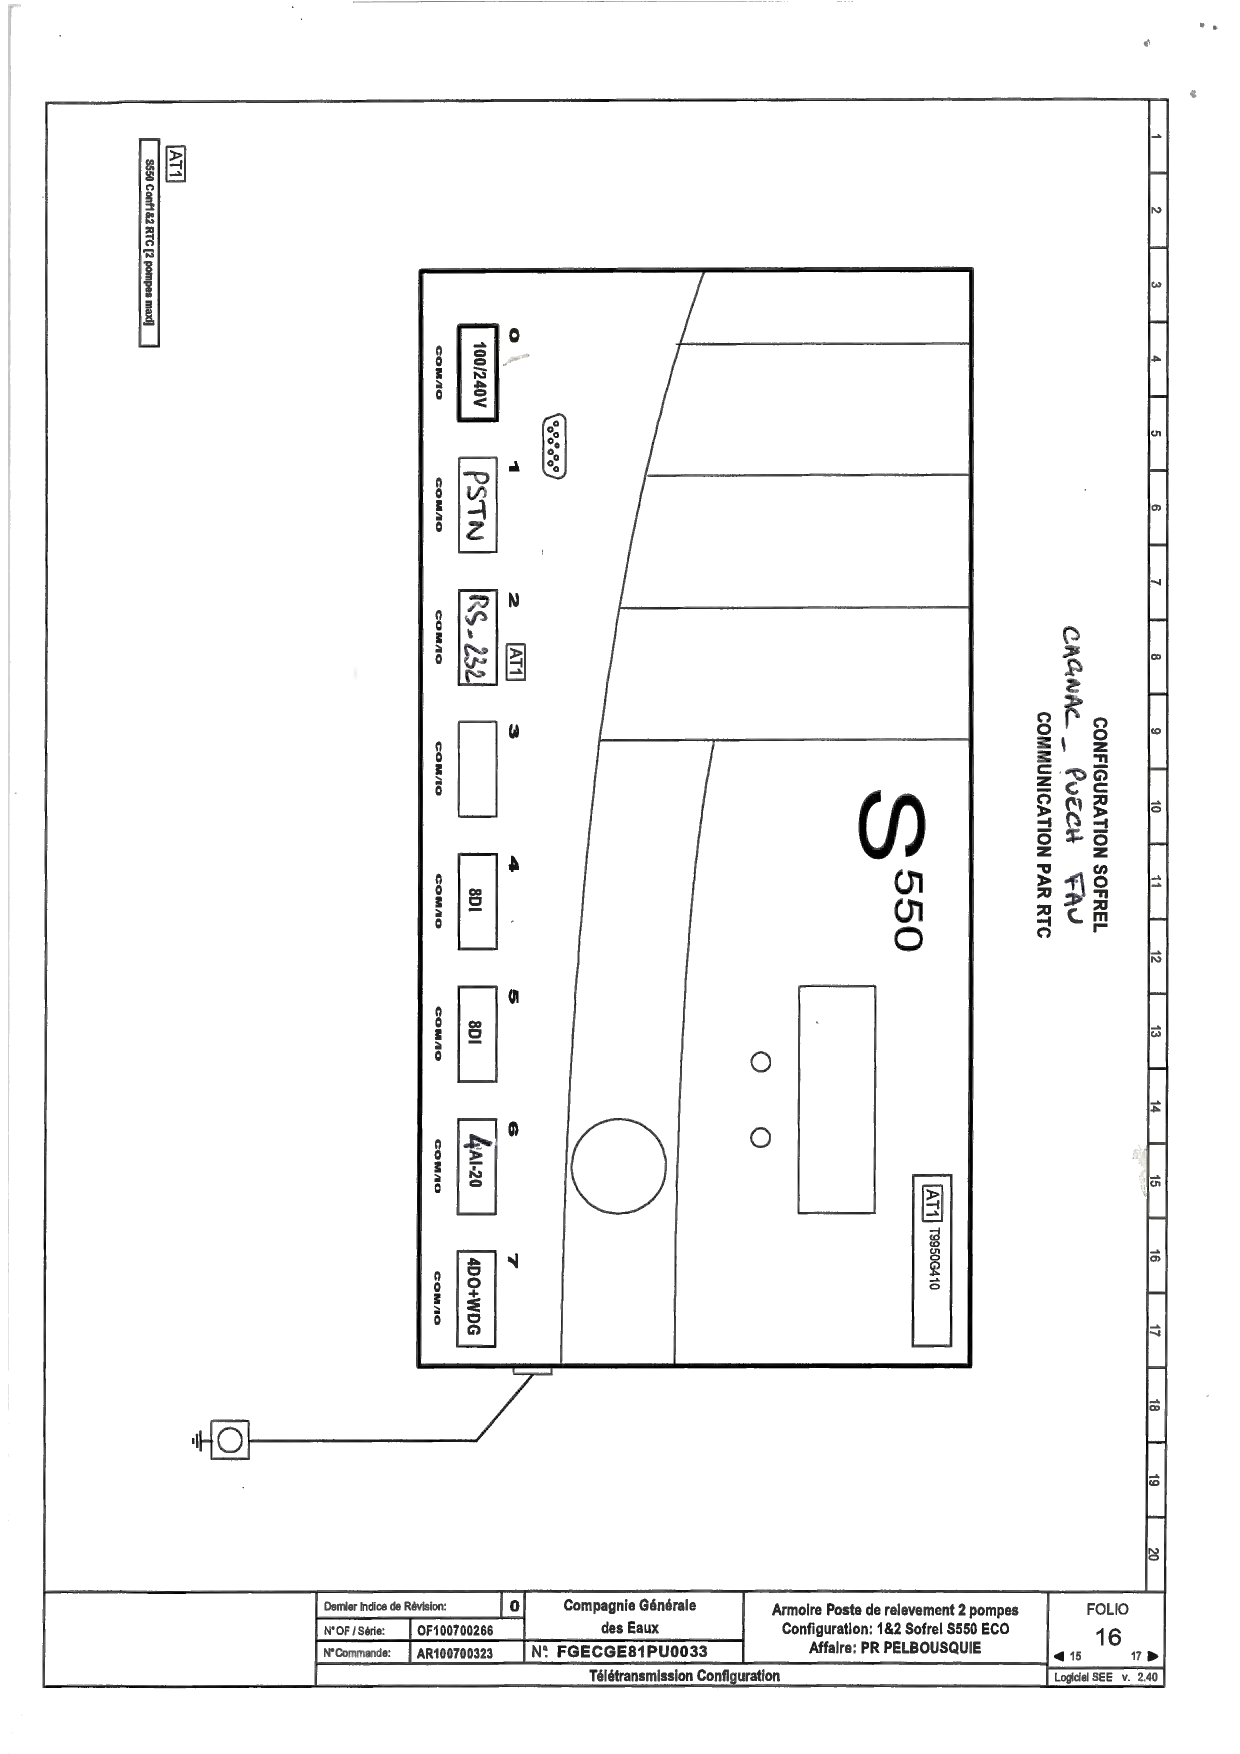 1
2
3
4
5
6
7
8
9
10
11
12
13
14
15
16
17
18
19
20
CONFIGURATION SOFREL
CAGNAC _ PUECH FAU
COMMUNICATION PAR RTC
AT1 T9950G410
S550
0
1
2
AT1
3
4
5
6
7
100/240V
PSTN
RS-232
8DI
8DI
4AI-20
4DO+WDG
COM/IO
COM/IO
COM/IO
COM/IO
COM/IO
COM/IO
COM/IO
COM/IO
AT1
S550 Conf1&2 RTC [2 pompes maxi]
Dernier Indice de Révision: 0
N°OF / Série: OF100700266
N°Commande: AR100700323
Compagnie Générale
des Eaux
N°: FGECGE81PU0033
Armoire Poste de relevement 2 pompes
Configuration: 1&2 Sofrel S550 ECO
Affaire: PR PELBOUSQUIE
Télétransmission Configuration
FOLIO
16
◄ 15 17 ►
Logiciel SEE v. 2.40